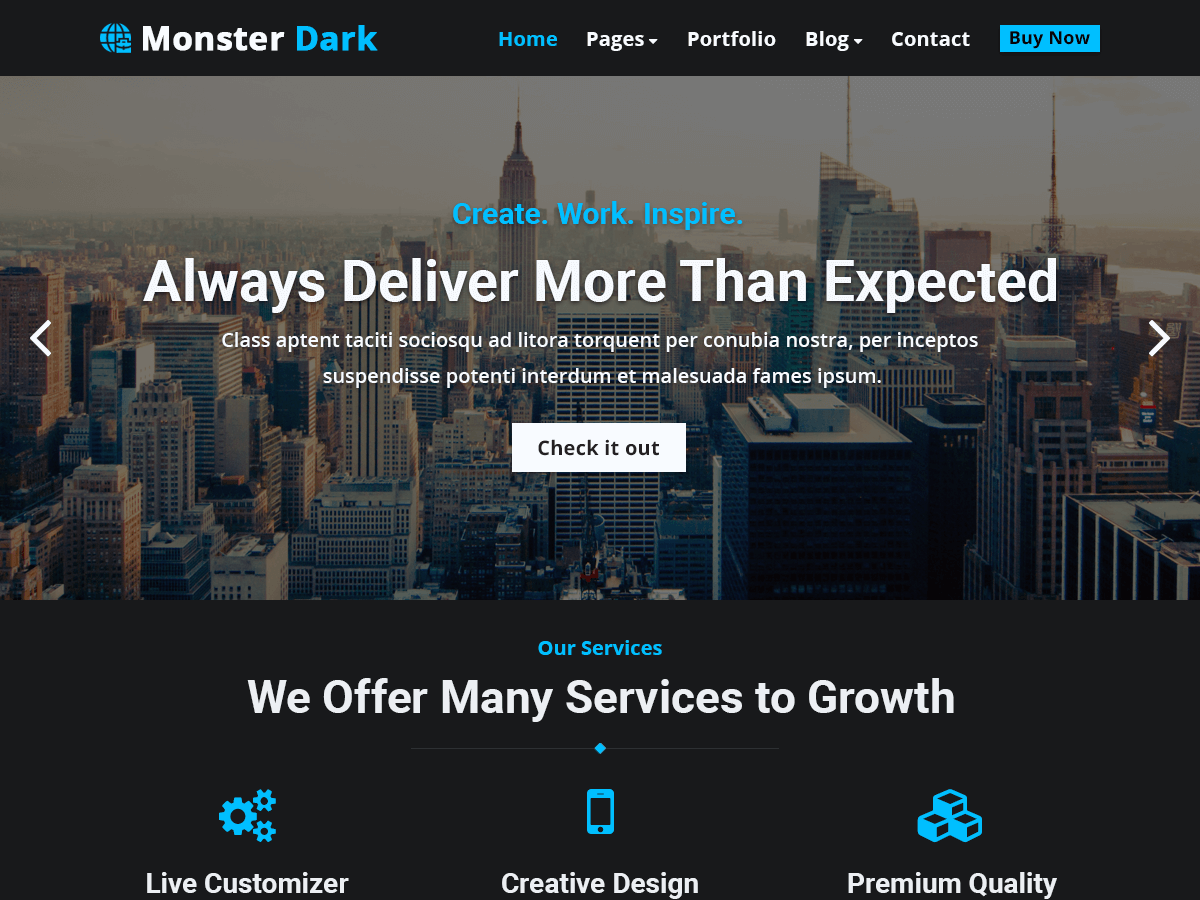 Monster Dark
Home Pages Portfolio Blog Contact Buy Now
Create. Work. Inspire.
Always Deliver More Than Expected
Class aptent taciti sociosqu ad litora torquent per conubia nostra, per inceptos
suspendisse potenti interdum et malesuada fames ipsum.
Check it out
Our Services
We Offer Many Services to Growth
Live Customizer Creative Design Premium Quality